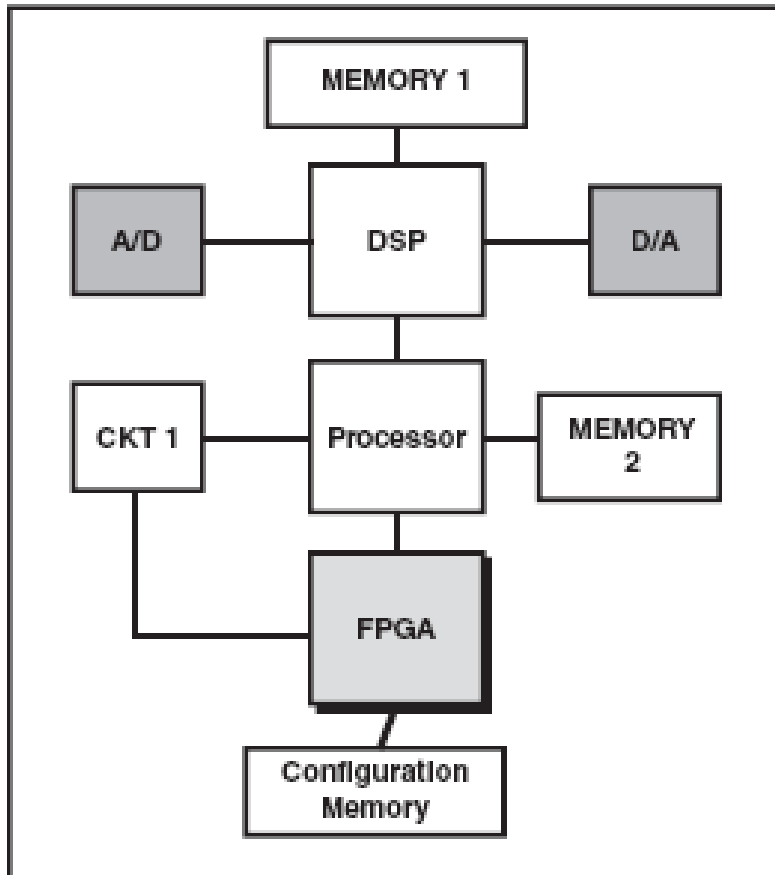 MEMORY 1
A/D
DSP
D/A
CKT 1
Processor
MEMORY
2
FPGA
Configuration
Memory